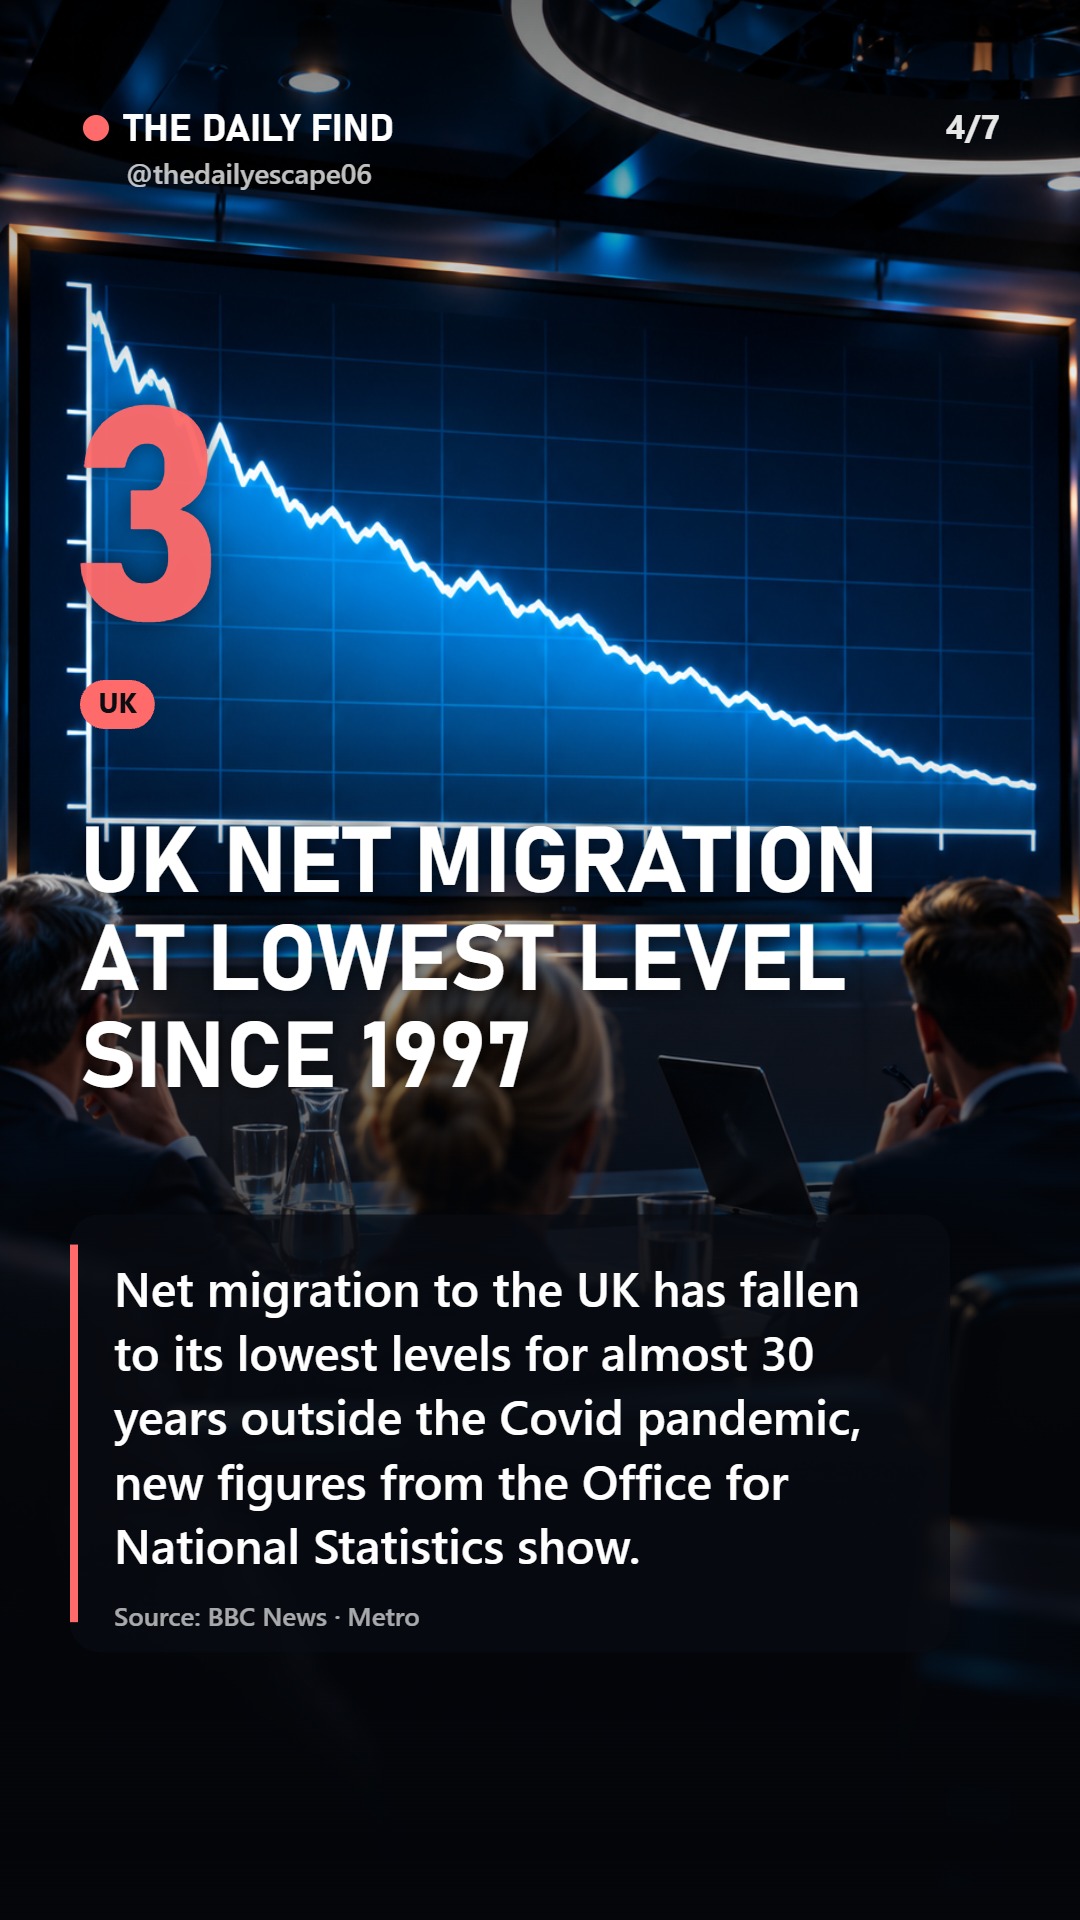 THE DAILY FIND
4/7
@thedailyescape06
3
UK
UK NET MIGRATION
AT LOWEST LEVEL
SINCE 1997
Net migration to the UK has fallen
to its lowest levels for almost 30
years outside the Covid pandemic,
new figures from the Office for
National Statistics show.
Source: BBC News · Metro